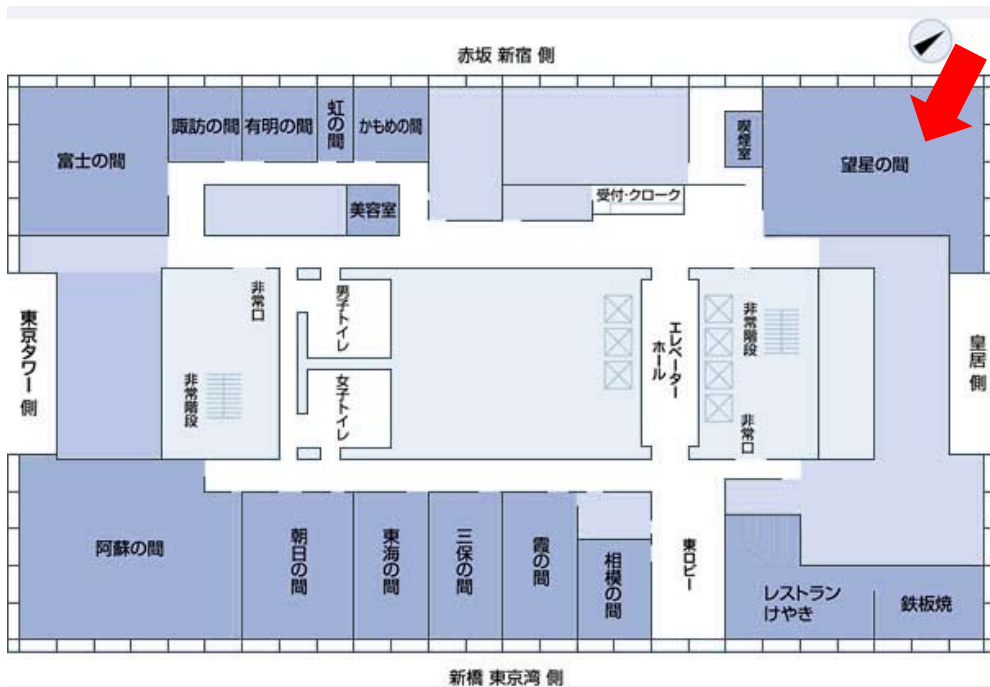 赤坂 新宿 側
富士の間
諏訪の間
有明の間
虹の間
かもめの間
喫煙室
望星の間
美容室
受付・クローク
非常口
男子トイレ
エレベーター
ホール
非常階段
東京タワー 側
皇居 側
非常階段
女子トイレ
非常口
阿蘇の間
朝日の間
東海の間
三保の間
霞の間
相模の間
東ロビー
レストラン
けやき
鉄板焼
新橋 東京湾 側